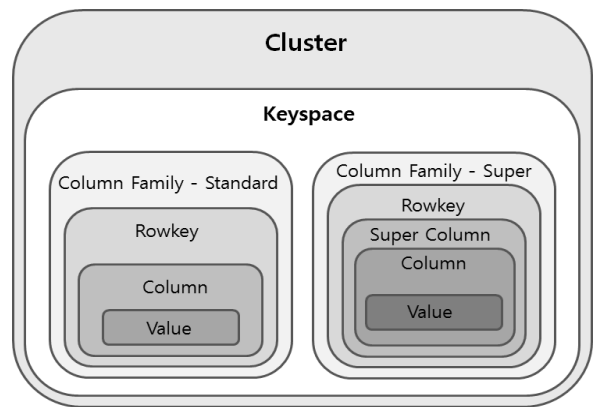 Cluster
Keyspace
Column Family - Standard
Rowkey
Column
Value
Column Family - Super
Rowkey
Super Column
Column
Value